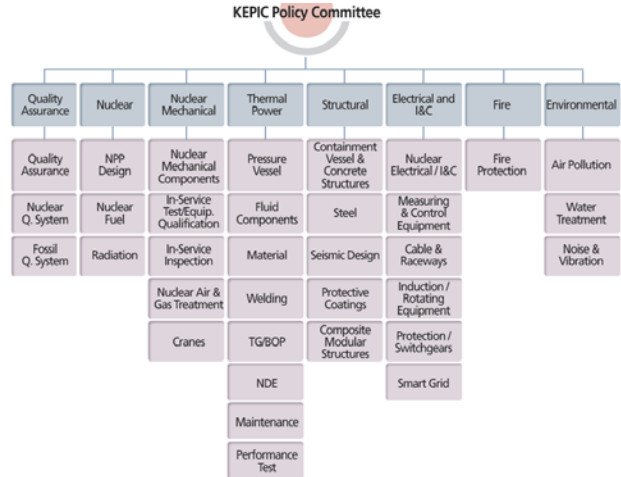 KEPIC Policy Committee
Quality
Assurance
Nuclear
Nuclear
Mechanical
Thermal
Power
Structural
Electrical and
I&C
Fire
Environmental
Quality
Assurance
NPP
Design
Nuclear
Mechanical
Components
Pressure
Vessel
Containment
Vessel &
Concrete
Structures
Nuclear
Electrical / I&C
Fire
Protection
Air Pollution
Nuclear
Q. System
Nuclear
Fuel
In-Service
Test/Equip.
Qualification
Fluid
Components
Steel
Measuring
& Control
Equipment
Water
Treatment
Fossil
Q. System
Radiation
In-Service
Inspection
Material
Seismic Design
Cable &
Raceways
Noise &
Vibration
Nuclear Air &
Gas Treatment
Welding
Protective
Coatings
Induction /
Rotating
Equipment
Cranes
TG/BOP
Composite
Modular
Structures
Protection /
Switchgears
NDE
Smart Grid
Maintenance
Performance
Test